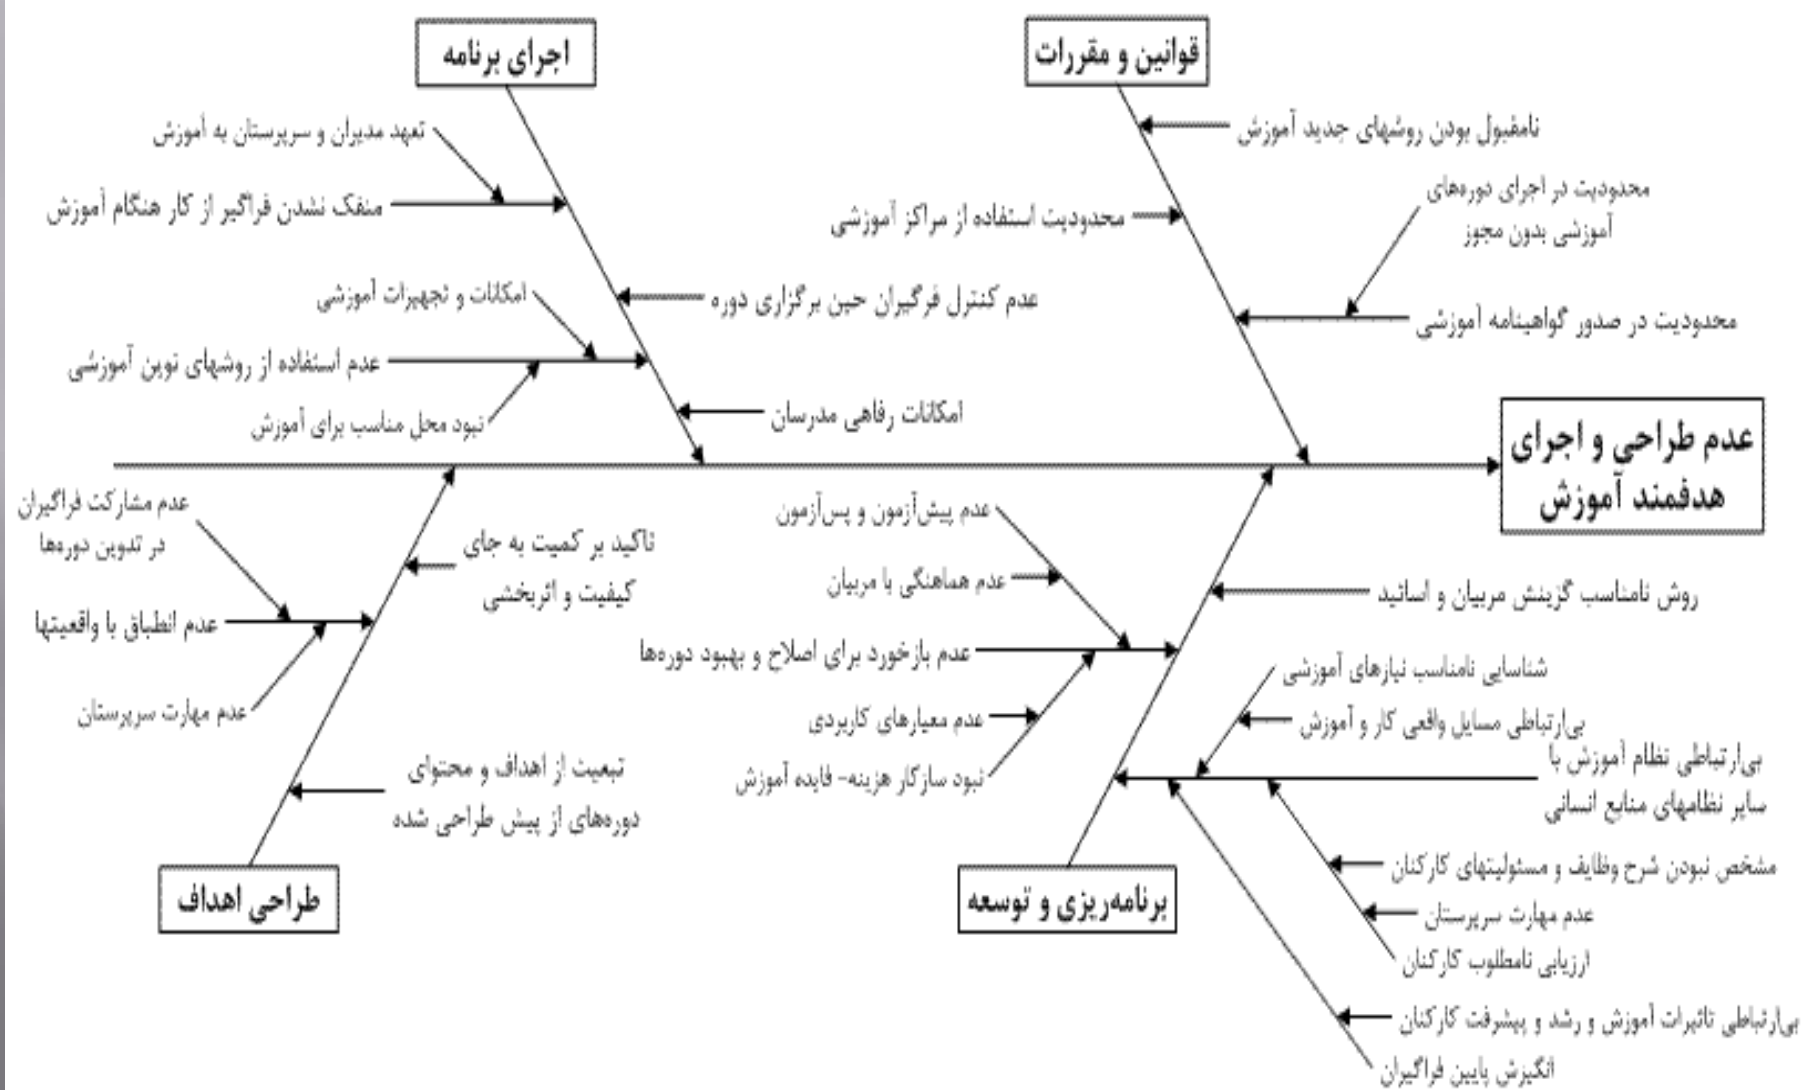 قوانین و مقررات
اجرای برنامه
نامقبول بودن روشهای جدید آموزش
تعهد مدیران و سرپرستان به آموزش
محدودیت در اجرای دوره‌های
آموزشی بدون مجوز
محدودیت استفاده از مراکز آموزشی
منفک نشدن فراگیر از کار هنگام آموزش
محدودیت در صدور گواهینامه آموزشی
عدم کنترل فرگیران حین برگزاری دوره
امکانات و تجهیزات آموزشی
عدم استفاده از روشهای نوین آموزشی
امکانات رفاهی مدرسان
نبود محل مناسب برای آموزش
عدم طراحی و اجرای
هدفمند آموزش
عدم پیش‌آزمون و پس‌آزمون
عدم مشارکت فراگیران
در تدوین دوره‌ها
تاکید بر کمیت به جای
کیفیت و اثربخشی
عدم هماهنگی با مربیان
روش نامناسب گزینش مربیان و اساتید
عدم انطباق با واقعیتها
عدم بازخورد برای اصلاح و بهبود دوره‌ها
شناسایی نامناسب نیازهای آموزشی
عدم مهارت سرپرستان
عدم معیارهای کاربردی
بی‌ارتباطی مسایل واقعی کار و آموزش
نبود سازکار هزینه- فایده آموزش
بی‌ارتباطی نظام آموزش با
سایر نظامهای منابع انسانی
تبعیت از اهداف و محتوای
دوره‌های از پیش طراحی شده
مشخص نبودن شرح وظایف و مسئولیتهای کارکنان
عدم مهارت سرپرستان
ارزیابی نامطلوب کارکنان
برنامه‌ریزی و توسعه
طراحی اهداف
بی‌ارتباطی تاثیرات آموزش و رشد و پیشرفت کارکنان
انگیزش پایین فراگیران